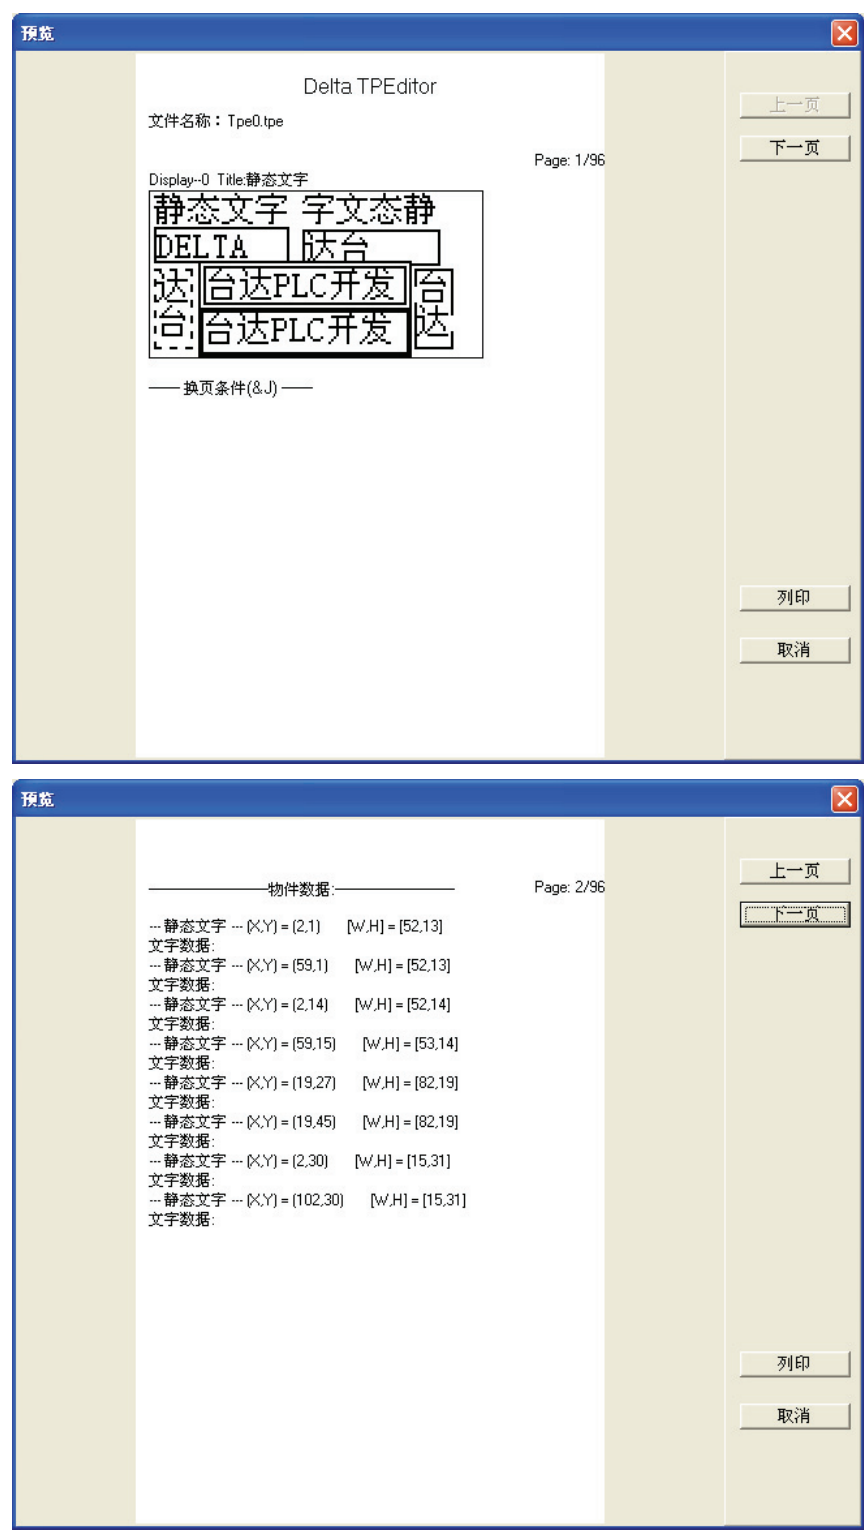 预览
Delta TPEditor
文件名称：Tpe0.tpe
Page: 1/96
Display--0 Title:静态文字
静态文字 字文态静
DELTA 达台
达台
台达PLC开发
台达PLC开发
台达
—— 换页条件(&J) ——
上一页
下一页
列印
取消
预览
物件数据:
Page: 2/96
--- 静态文字 --- (X,Y) = (2,1) [W,H] = [52,13]
文字数据:
--- 静态文字 --- (X,Y) = (59,1) [W,H] = [52,13]
文字数据:
--- 静态文字 --- (X,Y) = (2,14) [W,H] = [52,14]
文字数据:
--- 静态文字 --- (X,Y) = (59,15) [W,H] = [53,14]
文字数据:
--- 静态文字 --- (X,Y) = (19,27) [W,H] = [82,19]
文字数据:
--- 静态文字 --- (X,Y) = (19,45) [W,H] = [82,19]
文字数据:
--- 静态文字 --- (X,Y) = (2,30) [W,H] = [15,31]
文字数据:
--- 静态文字 --- (X,Y) = (102,30) [W,H] = [15,31]
文字数据:
上一页
下一页
列印
取消